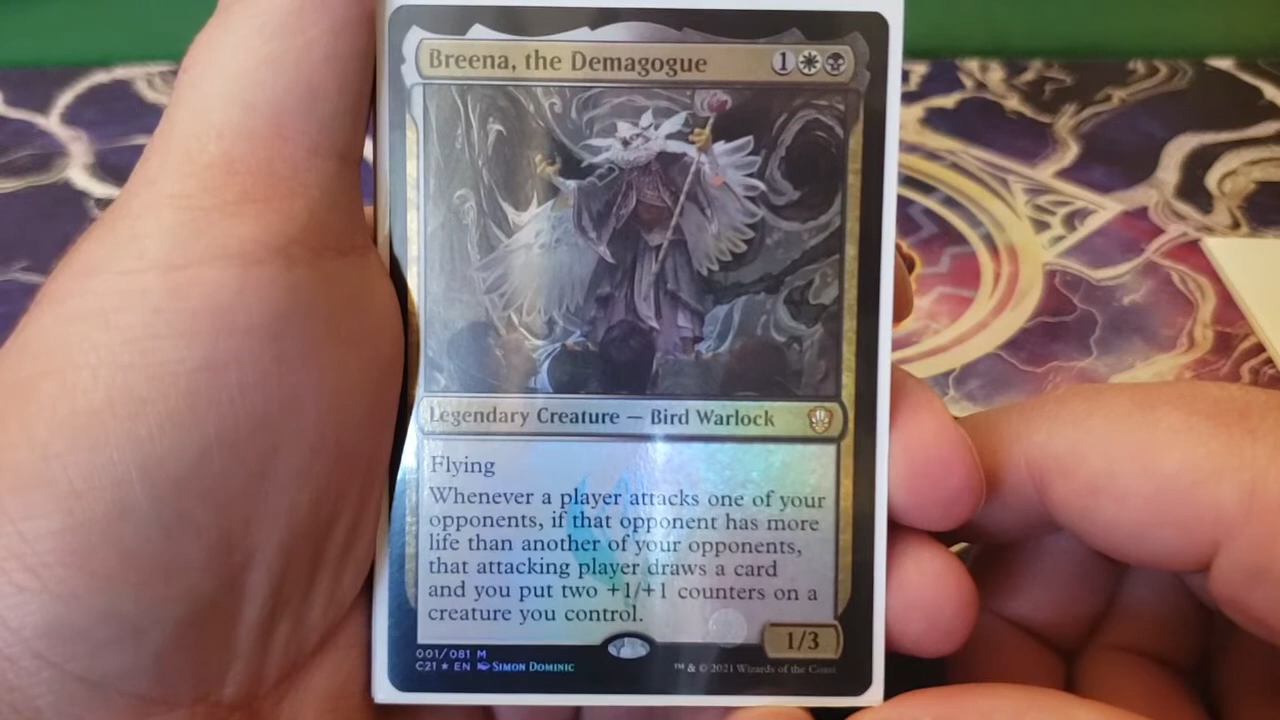 Breena, the Demagogue 1
Legendary Creature — Bird Warlock
Flying
Whenever a player attacks one of your
opponents, if that opponent has more
life than another of your opponents,
that attacking player draws a card
and you put two +1/+1 counters on a
creature you control.
1/3
001/081 M
C21 ★ EN SIMON DOMINIC
™ & © 2021 Wizards of the Coast